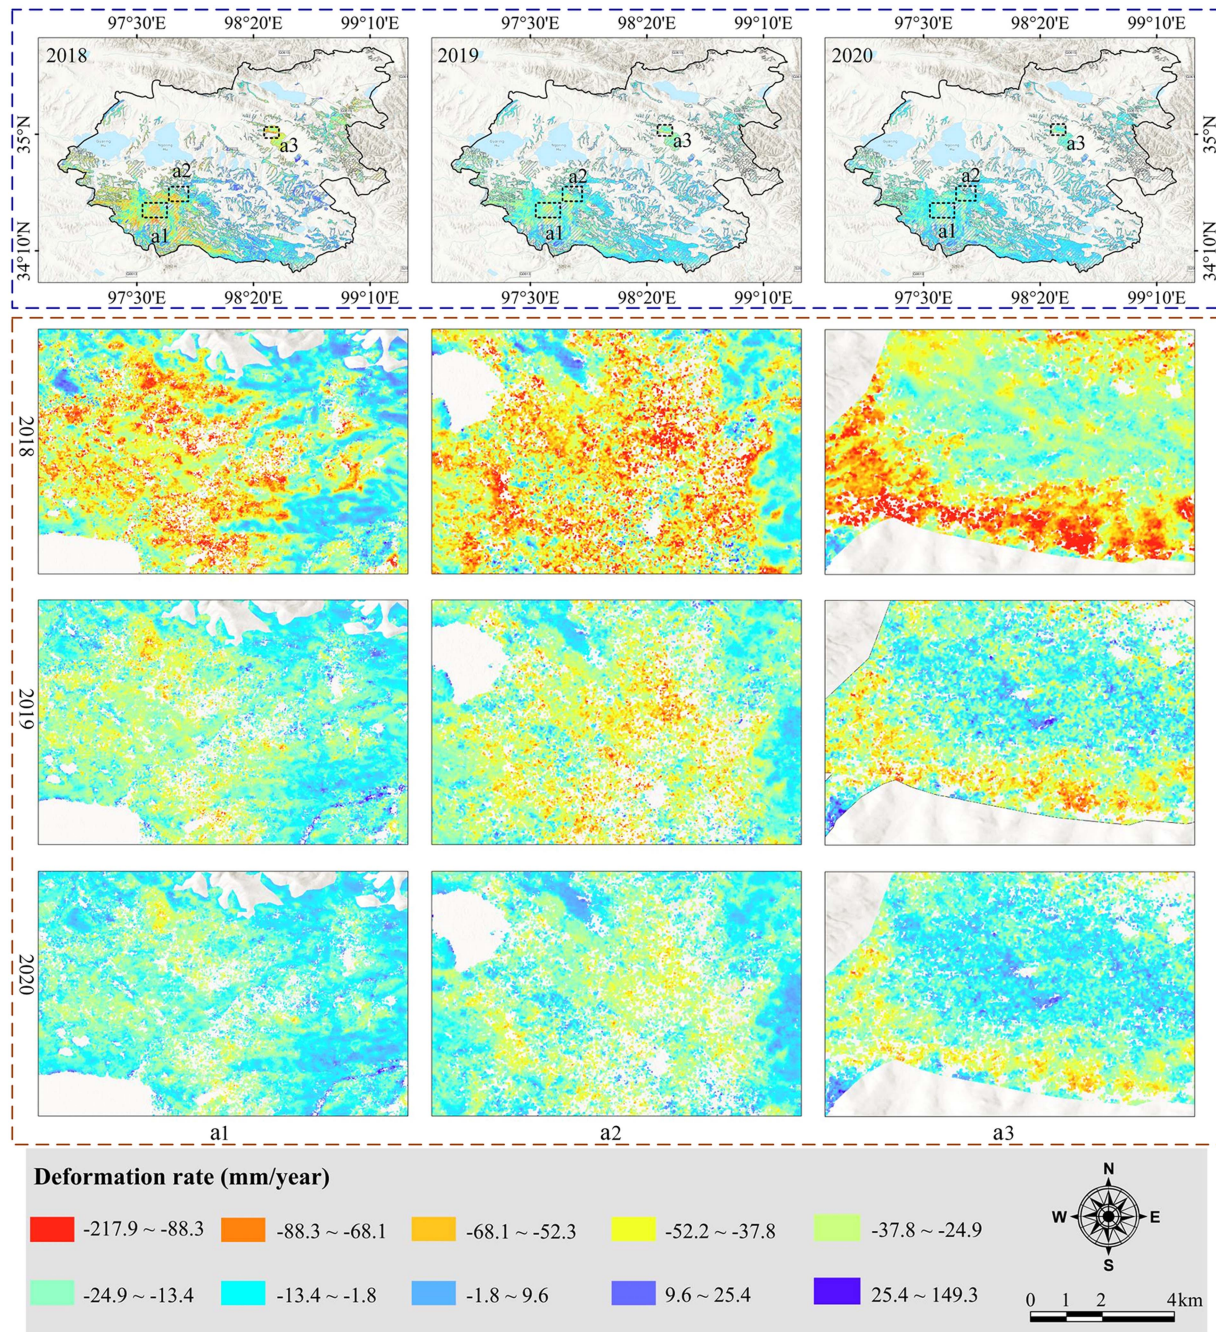 97°30'E 98°20'E 99°10'E 97°30'E 98°20'E 99°10'E 97°30'E 98°20'E 99°10'E
2018 2019 2020
35°N 35°N
a3 a3 a3
a2 a2 a2
a1 a1 a1
34°10'N 34°10'N
97°30'E 98°20'E 99°10'E 97°30'E 98°20'E 99°1 0'E 97°30'E 98°20'E 99°10'E
2018
2019
2020
a1 a2 a3
Deformation rate (mm/year)
-217.9 ~ -88.3 -88.3 ~ -68.1 -68.1 ~ -52.3 -52.2 ~ -37.8 -37.8 ~ -24.9
-24.9 ~ -13.4 -13.4 ~ -1.8 -1.8 ~ 9.6 9.6 ~ 25.4 25.4 ~ 149.3
N
W E
S
0 1 2 4 km